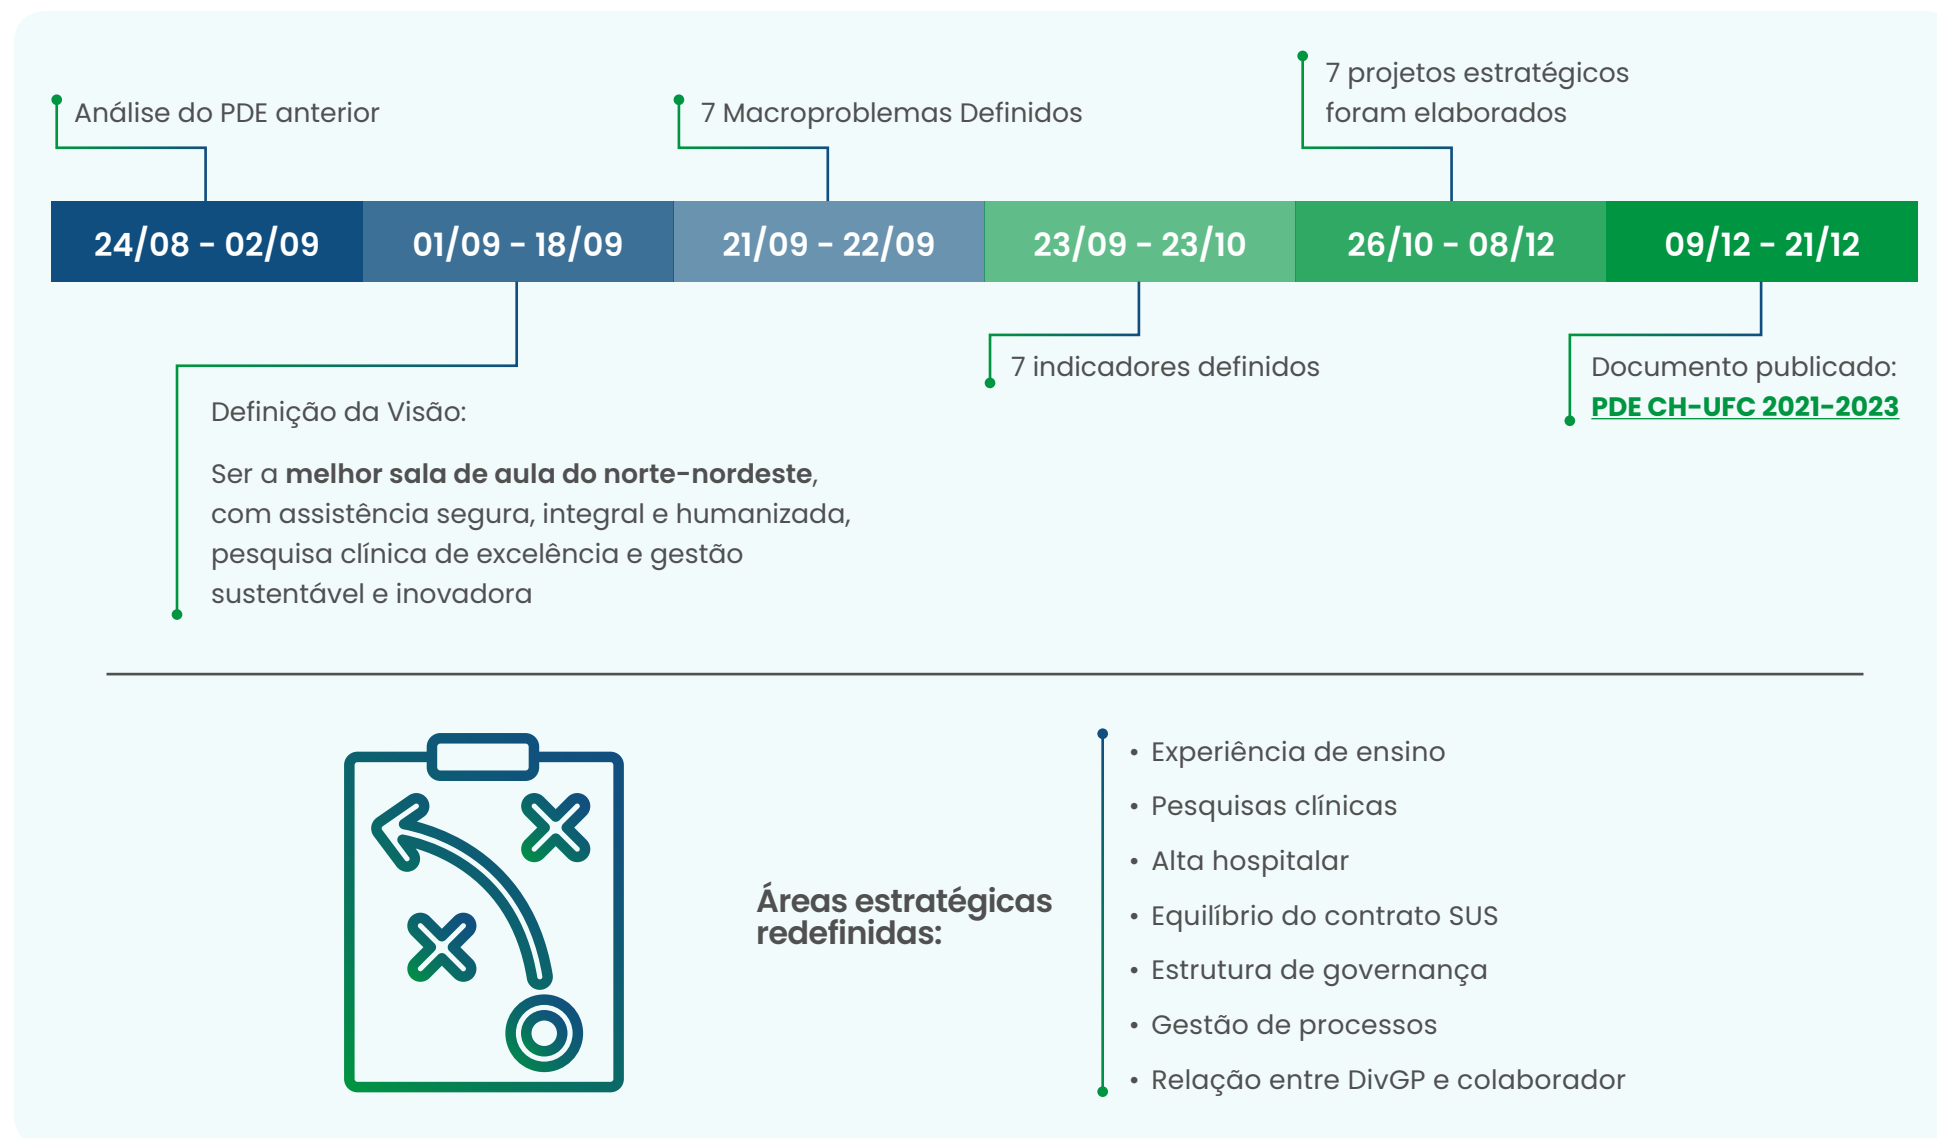 Análise do PDE anterior
7 Macroproblemas Definidos
7 projetos estratégicos
foram elaborados
24/08 - 02/09
01/09 - 18/09
21/09 - 22/09
23/09 - 23/10
26/10 - 08/12
09/12 - 21/12
Definição da Visão:
Ser a melhor sala de aula do norte-nordeste,
com assistência segura, integral e humanizada,
pesquisa clínica de excelência e gestão
sustentável e inovadora
7 indicadores definidos
Documento publicado:
PDE CH-UFC 2021-2023
Áreas estratégicas
redefinidas:
• Experiência de ensino
• Pesquisas clínicas
• Alta hospitalar
• Equilíbrio do contrato SUS
• Estrutura de governança
• Gestão de processos
• Relação entre DivGP e colaborador